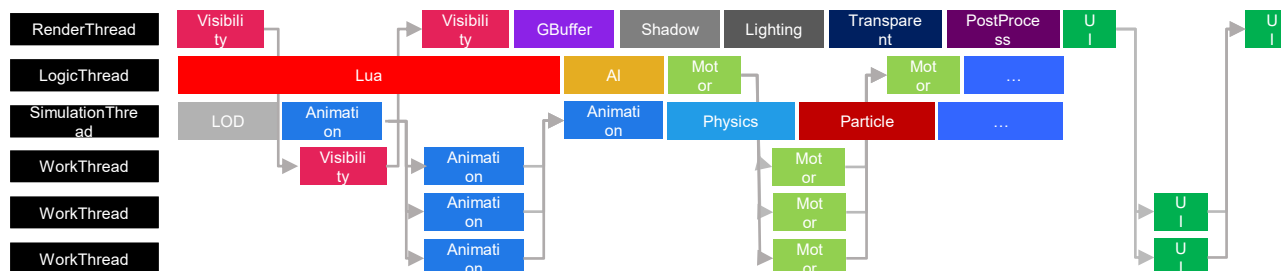 RenderThread
Visibili
ty
Visibili
ty
GBuffer
Shadow
Lighting
Transpare
nt
PostProce
ss
U
I
U
I
LogicThread
Lua
AI
Mot
or
Mot
or
...
SimulationThre
ad
LOD
Animati
on
Animati
on
Physics
Particle
...
WorkThread
Visibili
ty
Animati
on
Mot
or
WorkThread
Animati
on
Mot
or
U
I
WorkThread
Animati
on
Mot
or
U
I